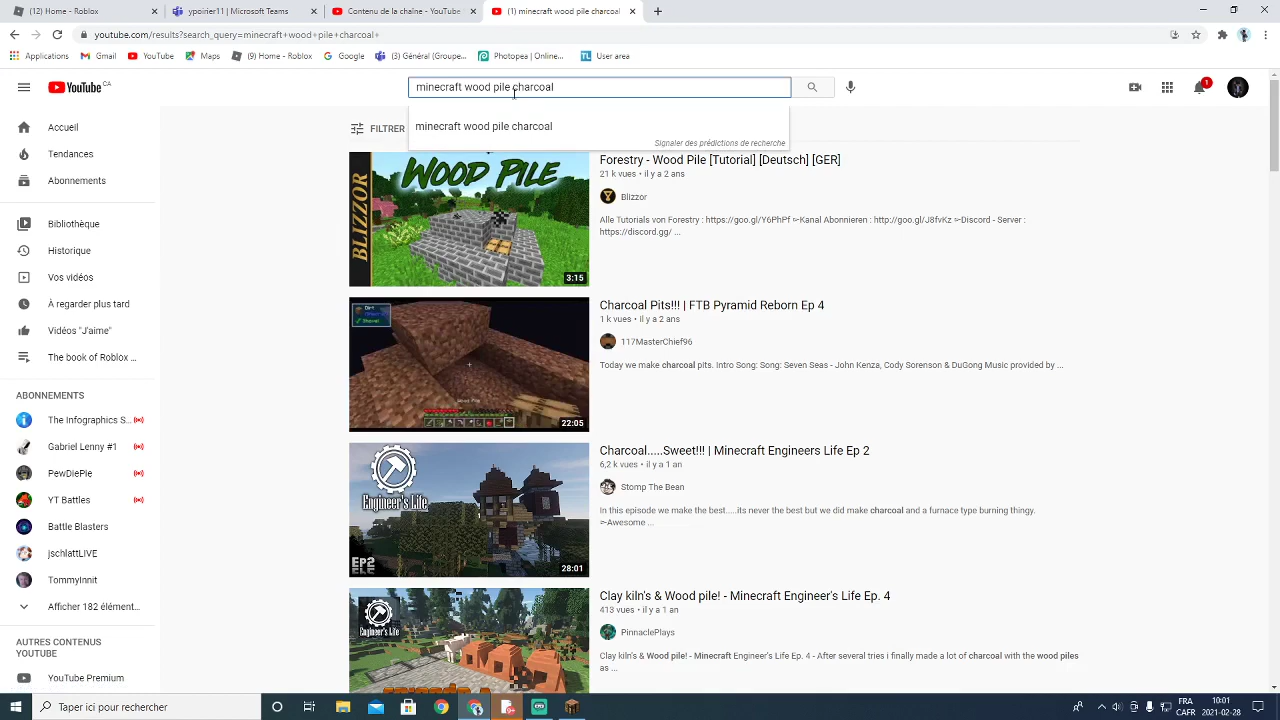 (12) Home - Roblox
ypoirier11 | Microsoft Teams
Contenu de la chaîne - YouTube
(1) minecraft wood pile charcoal
youtube.com/results?search_query=minecraft+wood+pile+charcoal+
Applications
Gmail
YouTube
Maps
(9) Home - Roblox
Google
(3) Général (Groupe...
Photopea | Online P...
User area
YouTube CA
minecraft wood pile charcoal
1
minecraft wood pile charcoal
Signaler des prédictions de recherche
FILTRER
Accueil
Tendances
Abonnements
Bibliothèque
Historique
Vos vidéos
À regarder plus tard
Vidéos "J'aime"
The book of Roblox ...
ABONNEMENTS
The Infographics S...
Gabriel Lenny #1
PewDiePie
YT Battles
Battle Blasters
jschlattLIVE
TommyInnit
Afficher 182 élément...
AUTRES CONTENUS
YOUTUBE
YouTube Premium
BLIZZOR
WOOD PILE
3:15
Forestry - Wood Pile [Tutorial] [Deutsch] [GER]
21 k vues • il y a 2 ans
Blizzor
Alle Tutorials von Forestry : https://goo.gl/Y6PhPf ➳Kanal Abonnieren : http://goo.gl/J8fvKz ➳Discord - Server :
https://discord.gg/ ...
Dirt
Shovel
Wood Pile
22:05
Charcoal Pits!!! | FTB Pyramid Reborn Ep 4
1 k vues • il y a 2 ans
117MasterChief96
Today we make charcoal pits. Intro Song: Song: Seven Seas - John Kenza, Cody Sorenson & DuGong Music provided by ...
Engineer's Life
EP2
28:01
Charcoal.....Sweet!!! | Minecraft Engineers Life Ep 2
6,2 k vues • il y a 1 an
Stomp The Bean
In this episode we make the best.....its never the best but we did make charcoal and a furnace type burning thingy.
➳Awesome ...
Engineer's Life
Clay kiln's & Wood pile! - Minecraft Engineer's Life Ep. 4
413 vues • il y a 1 an
PinnaclePlays
Clay kiln's & Wood pile! - Minecraft Engineer's Life Ep. 4 - After several tries i finally made a lot of charcoal with the wood piles
as ...
Taper ici pour rechercher
FR
CAFR
10:01
2021-02-28